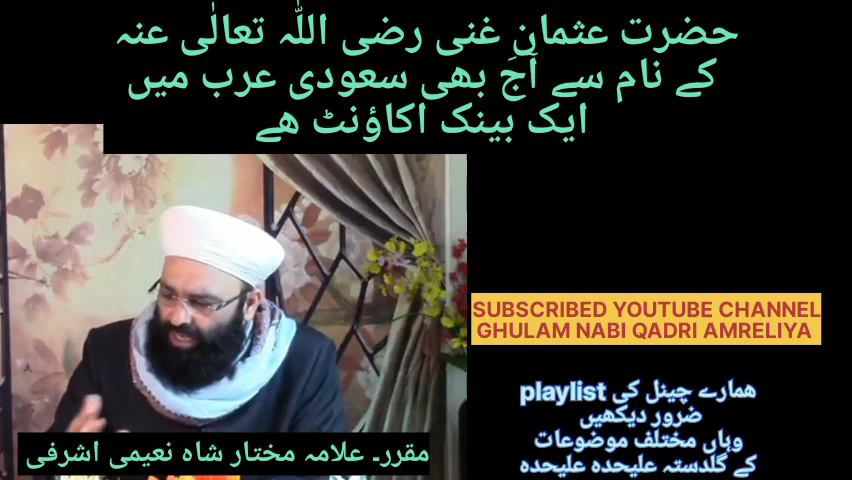 حضرت عثمانِ غنی رضی اللّٰہ تعالٰی عنہ
کے نام سے آجَ بھی سعودی عرب میں
ایک بینک اکاؤنٹ ھے
SUBSCRIBED YOUTUBE CHANNEL
GHULAM NABI QADRI AMRELIYA
ھمارے چینل کی playlist
ضرور دیکھیں
وہاں مختلف موضوعات
کے گلدستہ علیحدہ علیحدہ
مقررـ علامہ مختار شاہ نعیمی اشرفی